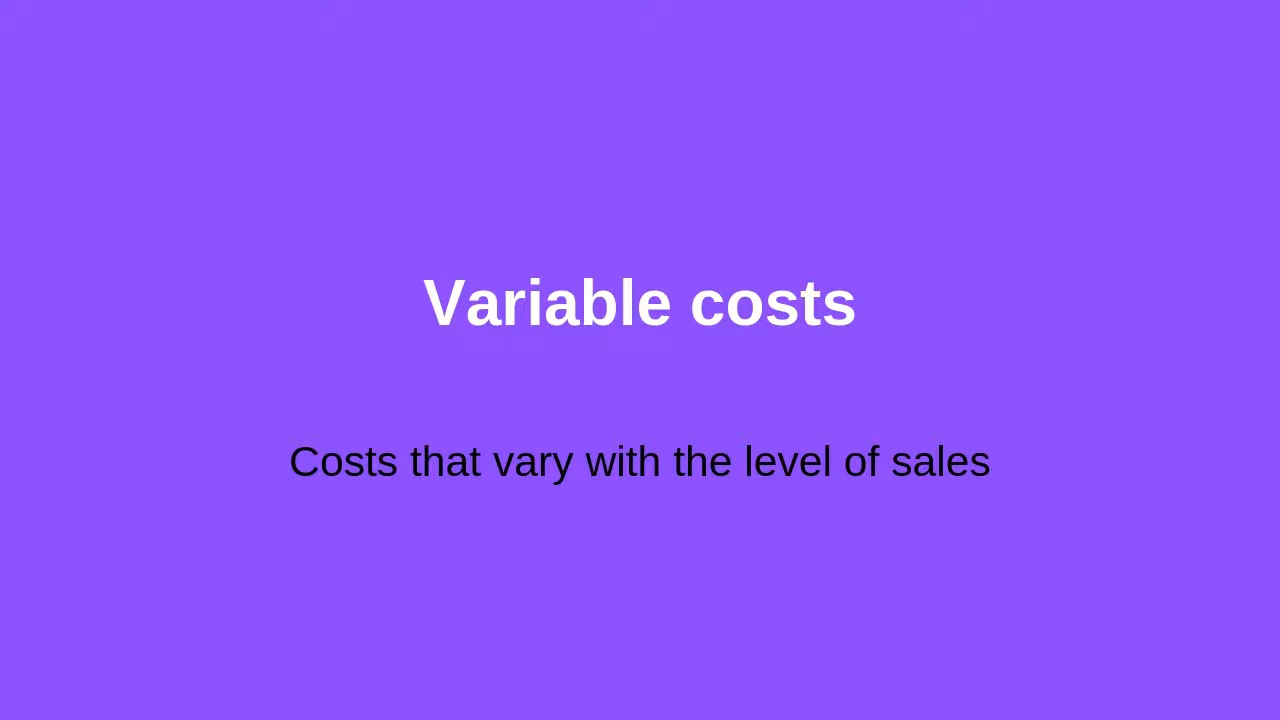 Variable costs
Costs that vary with the level of sales